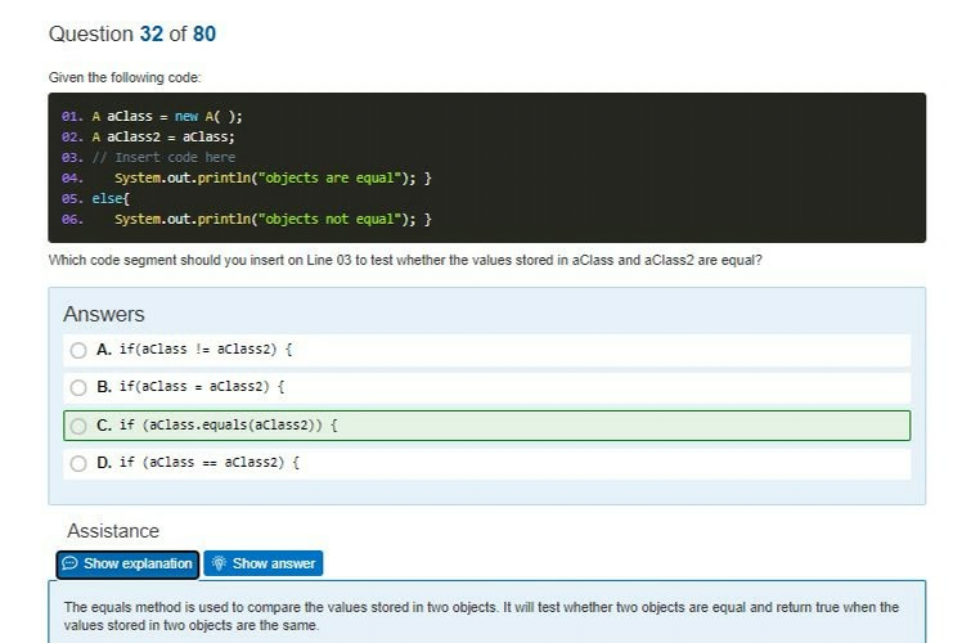 Question 32 of 80
Given the following code:
01. A aClass = new A( );
02. A aClass2 = aClass;
03. // Insert code here
04. System.out.println("objects are equal"); }
05. else{
06. System.out.println("objects not equal"); }
Which code segment should you insert on Line 03 to test whether the values stored in aClass and aClass2 are equal?
Answers
A. if(aClass != aClass2) {
B. if(aClass = aClass2) {
C. if (aClass.equals(aClass2)) {
D. if (aClass == aClass2) {
Assistance
Show explanation Show answer
The equals method is used to compare the values stored in two objects. It will test whether two objects are equal and return true when the
values stored in two objects are the same.